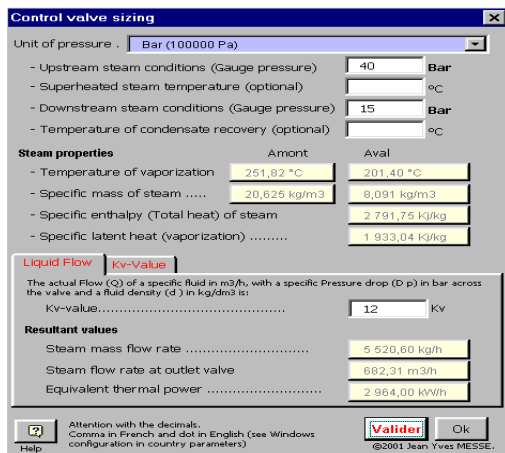 Control valve sizing
Unit of pressure . Bar (100000 Pa)
- Upstream steam conditions (Gauge pressure) 40 Bar
- Superheated steam temperature (optional) °C
- Downstream steam conditions (Gauge pressure) 15 Bar
- Temperature of condensate recovery (optional) °C
Steam properties Amont Aval
- Temperature of vaporization 251,82 °C 201,40 °C
- Specific mass of steam ..... 20,625 kg/m3 8,091 kg/m3
- Specific enthalpy (Total heat) of steam 2 791,75 Kj/kg
- Specific latent heat (vaporization) ......... 1 933,04 Kj/kg
Liquid Flow Kv-Value
The actual Flow (Q) of a specific fluid in m3/h, with a specific Pressure drop (D p) in bar across
the valve and a fluid density (d ) in kg/dm3 is:
Kv-value............................................. 12 Kv
Resultant values
Steam mass flow rate ............................. 5 520,60 kg/h
Steam flow rate at outlet valve 682,31 m3/h
Equivalent thermal power ........................... 2 964,00 kW/h
Help
Attention with the decimals.
Comma in French and dot in English (see Windows
configuration in country parameters)
Valider Ok
©2001 Jean Yves MESSE.